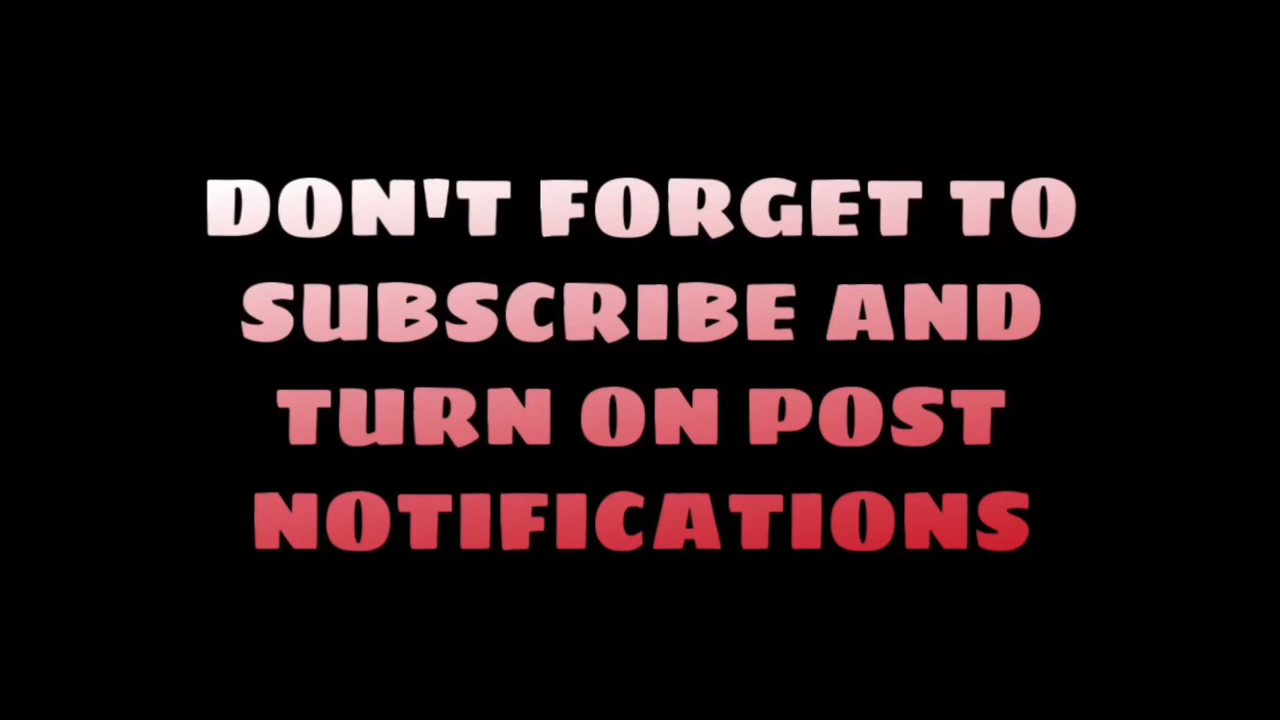 DON'T FORGET TO
SUBSCRIBE AND
TURN ON POST
NOTIFICATIONS